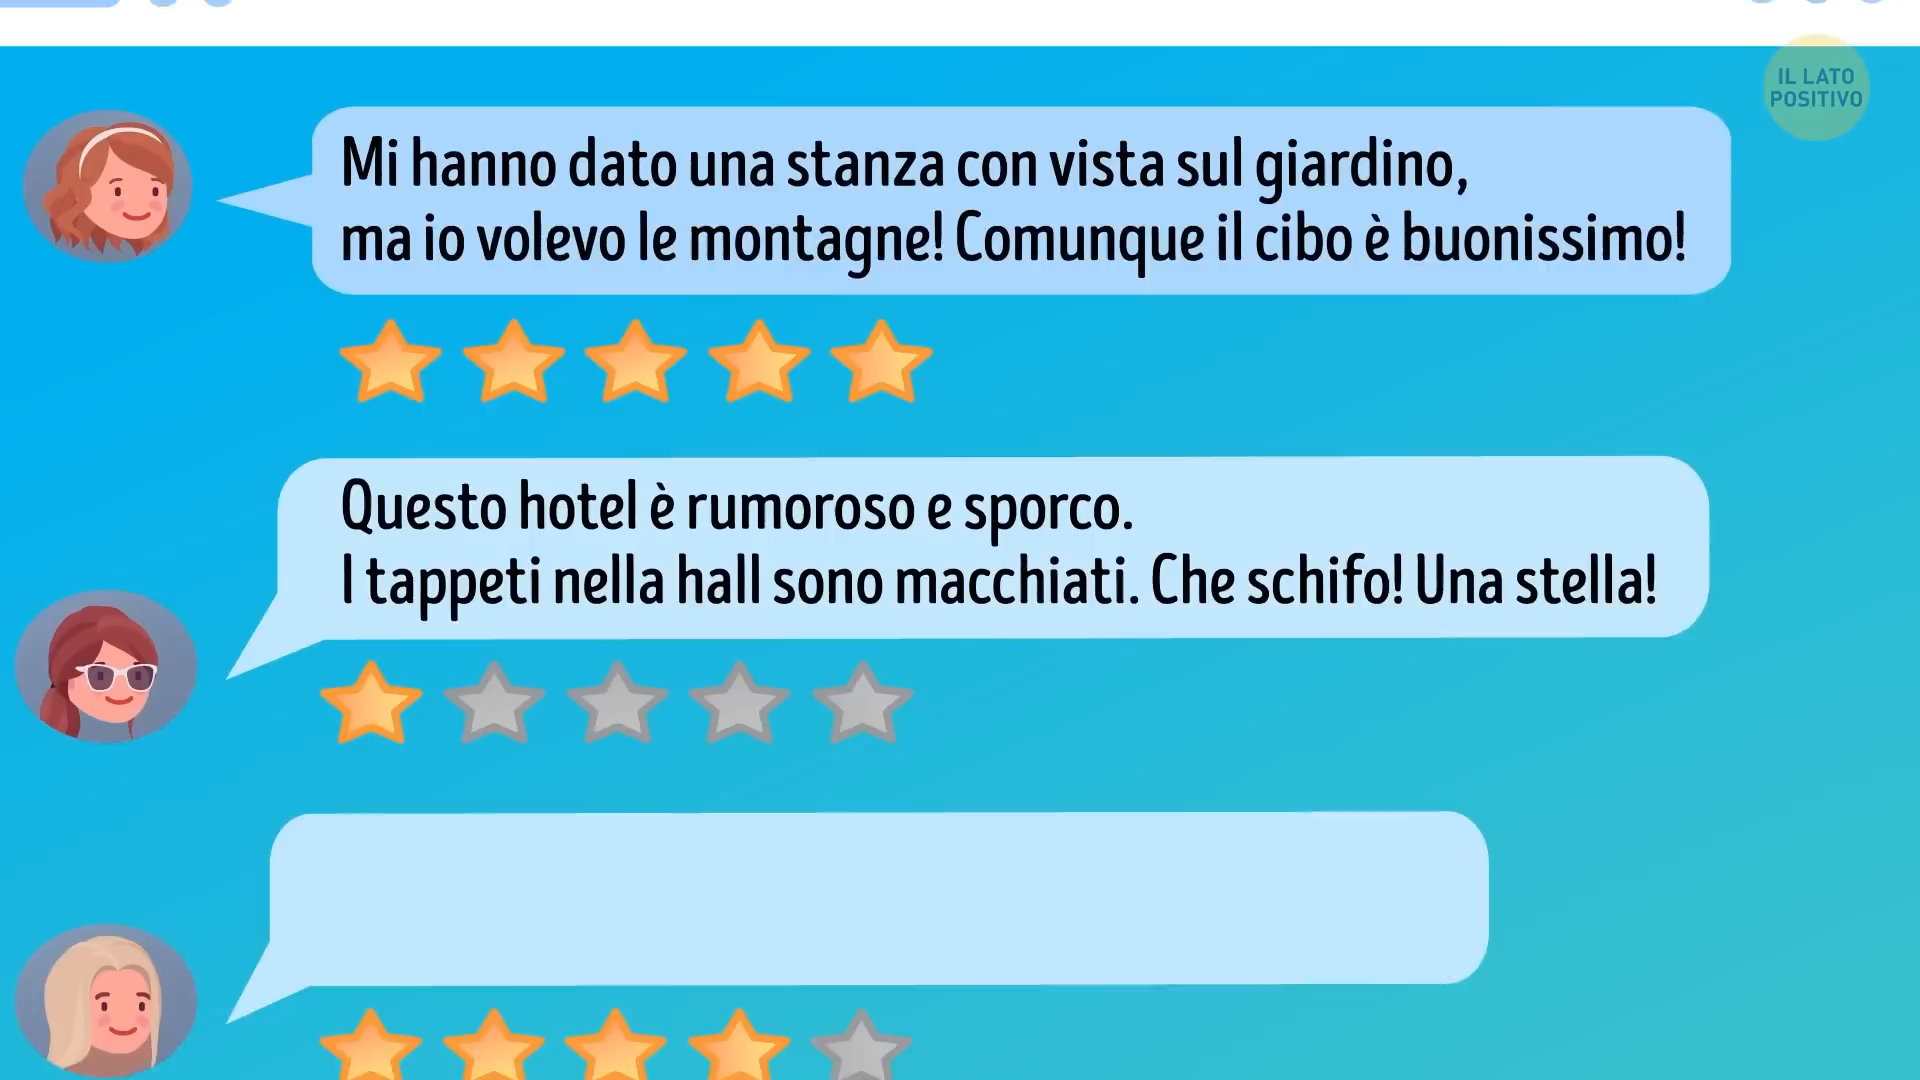 IL LATO
POSITIVO
Mi hanno dato una stanza con vista sul giardino,
ma io volevo le montagne! Comunque il cibo è buonissimo!
Questo hotel è rumoroso e sporco.
I tappeti nella hall sono macchiati. Che schifo! Una stella!